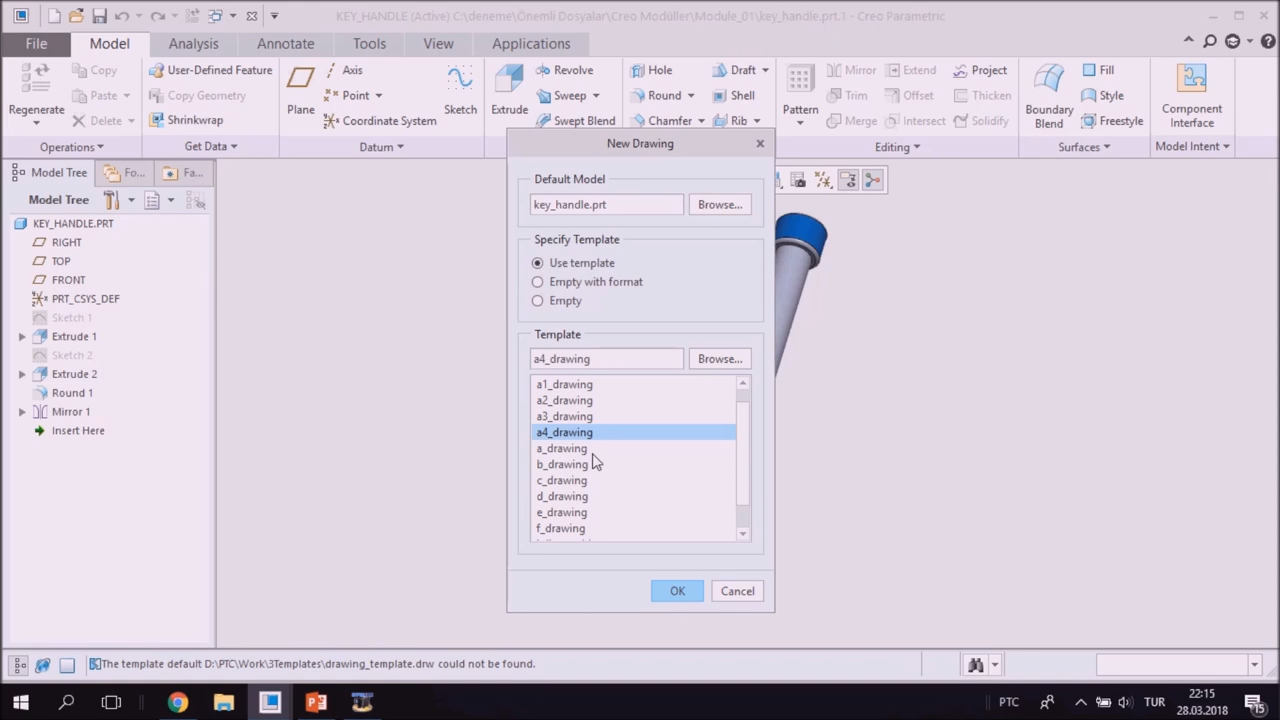 KEY_HANDLE (Active) C:\deneme\Önemli Dosyalar\Creo Modüller\Module_01\key_handle.prt.1 - Creo Parametric
File Model Analysis Annotate Tools View Applications
Copy User-Defined Feature Axis Revolve Hole Draft Mirror Extend Project Fill
Paste Copy Geometry Point Sweep Round Shell Trim Offset Thicken Style
Regenerate Plane Sketch Extrude Pattern Boundary Blend Component Interface
Delete Shrinkwrap Coordinate System Swept Blend Chamfer Rib Merge Intersect Solidify Freestyle
Operations Get Data Datum Editing Surfaces Model Intent
New Drawing
Model Tree Fo... Fa...
Model Tree
KEY_HANDLE.PRT
RIGHT
TOP
FRONT
PRT_CSYS_DEF
Sketch 1
Extrude 1
Sketch 2
Extrude 2
Round 1
Mirror 1
Insert Here
Default Model
key_handle.prt Browse...
Specify Template
Use template
Empty with format
Empty
Template
a4_drawing Browse...
a1_drawing
a2_drawing
a3_drawing
a4_drawing
a_drawing
b_drawing
c_drawing
d_drawing
e_drawing
f_drawing
OK Cancel
The template default D:\PTC\Work\3Templates\drawing_template.drw could not be found.
PTC TUR 22:15
28.03.2018
15